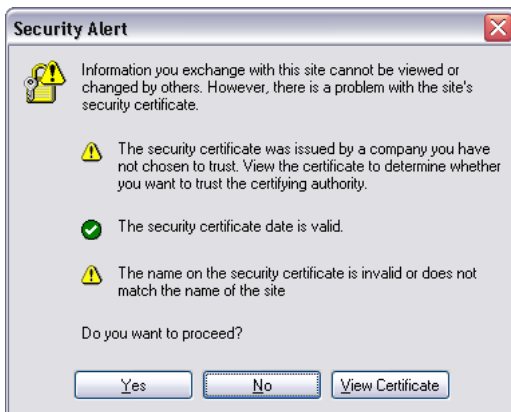 Security Alert
Information you exchange with this site cannot be viewed or
changed by others. However, there is a problem with the site's
security certificate.
The security certificate was issued by a company you have
not chosen to trust. View the certificate to determine whether
you want to trust the certifying authority.
The security certificate date is valid.
The name on the security certificate is invalid or does not
match the name of the site
Do you want to proceed?
Yes No View Certificate